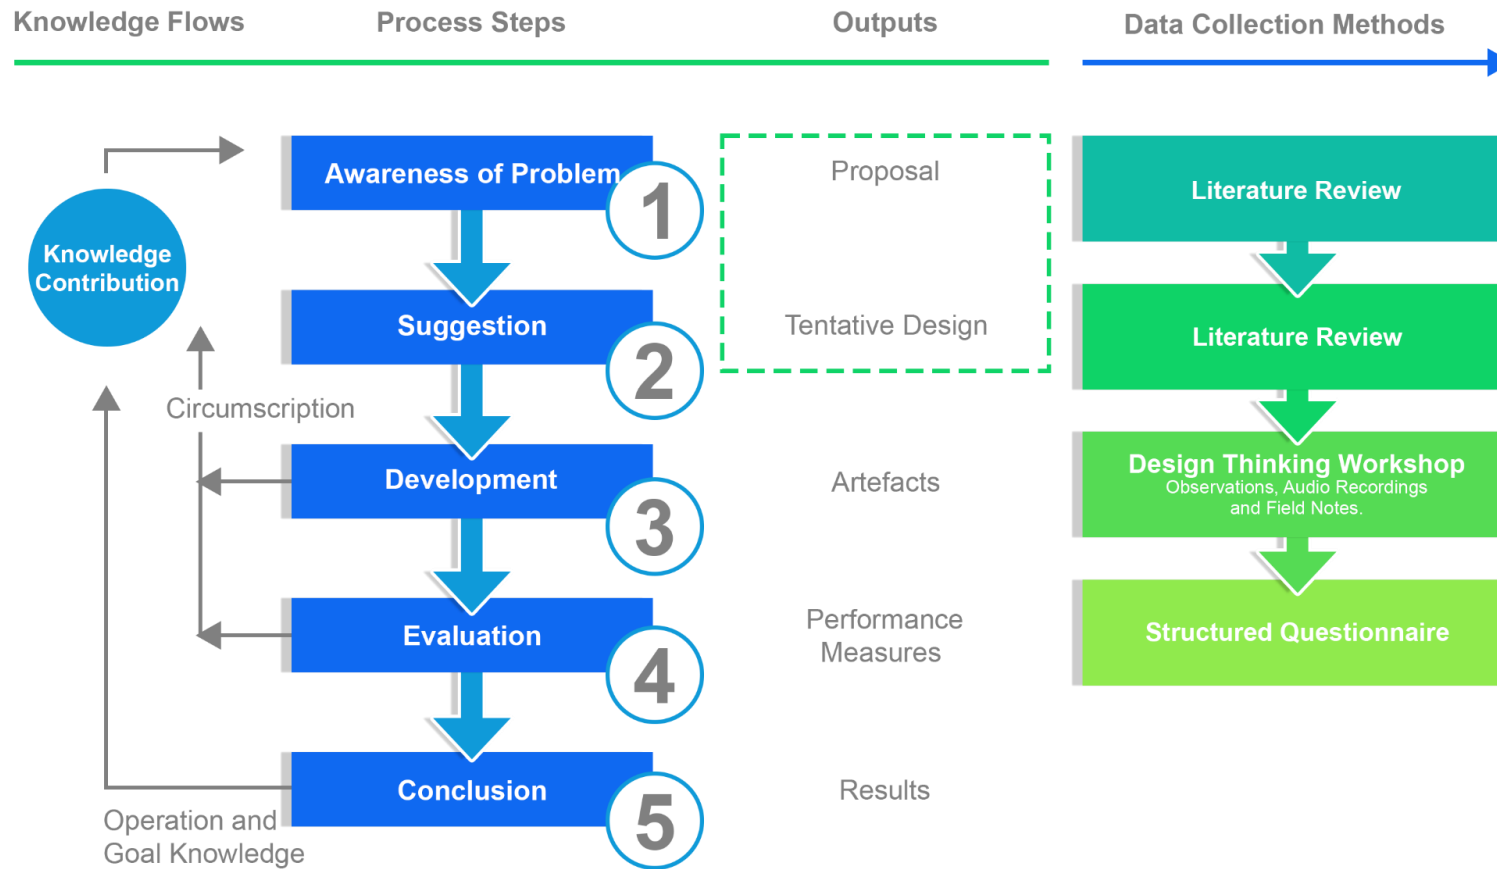 Knowledge Flows
Process Steps
Outputs
Data Collection Methods
Knowledge
Contribution
Circumscription
Operation and
Goal Knowledge
Awareness of Problem
1
Suggestion
2
Development
3
Evaluation
4
Conclusion
5
Proposal
Tentative Design
Artefacts
Performance
Measures
Results
Literature Review
Literature Review
Design Thinking Workshop
Observations, Audio Recordings
and Field Notes.
Structured Questionnaire